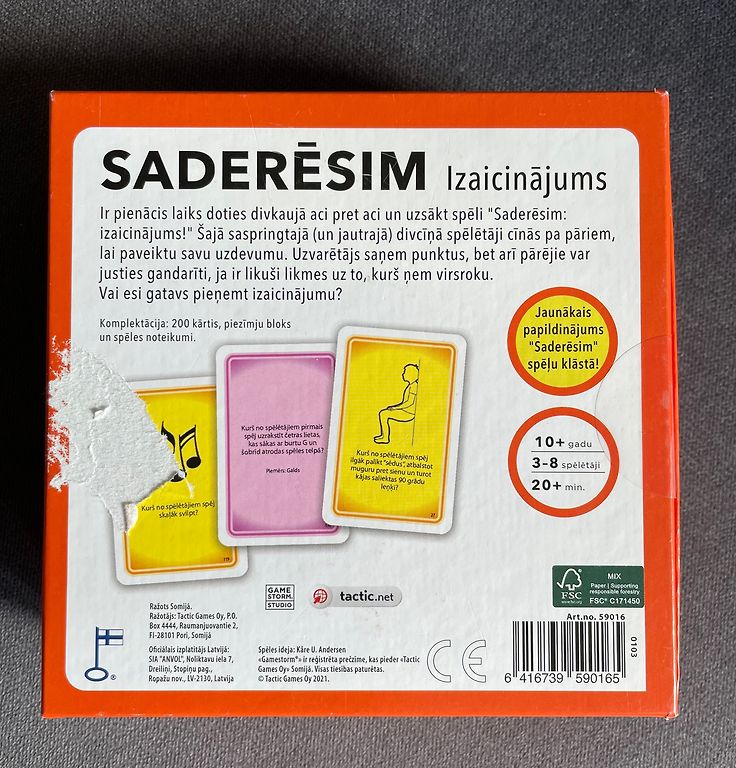 SADERĒSIM Izaicinājums
Ir pienācis laiks doties divkaujā aci pret aci un uzsākt spēli "Saderēsim:
izaicinājums!" Šajā saspringtajā (un jautrajā) divcīņā spēlētāji cīnās pa pāriem,
lai paveiktu savu uzdevumu. Uzvarētājs saņem punktus, bet arī pārējie var
justies gandarīti, ja ir likuši likmes uz to, kurš ņem virsroku.
Vai esi gatavs pieņemt izaicinājumu?
Komplektācija: 200 kārtis, piezīmju bloks
un spēles noteikumi.
Jaunākais
papildinājums
"Saderēsim"
spēļu klāstā!
10+ gadu
3-8 spēlētāji
20+ min.
Kurš no spēlētājiem spēj
skaļāk svilpt?
119
Kurš no spēlētājiem pirmais
spēj uzrakstīt četras lietas,
kas sākas ar burtu G un
šobrīd atrodas spēles telpā?
Piemērs: Galds
Kurš no spēlētājiem spēj
ilgāk palikt "sēdus", atbalstot
muguru pret sienu un turot
kājas saliektas 90 grādu
leņķī?
37
Ražots Somijā.
Ražotājs: Tactic Games Oy, P.O.
Box 4444, Raumanjuovantie 2,
FI-28101 Pori, Somijā
Oficiālais izplatītājs Latvijā:
SIA "ANVOL", Noliktavu iela 7,
Dreiliņi, Stopiņu pag.,
Ropažu nov., LV-2130, Latvija
GAME
STORM.
STUDIO
tactic.net
Spēles ideja: Kåre U. Andersen
«Gamestorm®» ir reģistrēta prečzīme, kas pieder «Tactic
Games Oy» Somijā. Visas tiesības paturētas.
© Tactic Games Oy 2021.
CE
FSC
www.fsc.org
MIX
Paper | Supporting
responsible forestry
FSC® C171450
Art.no. 59016
0103
6 416739 590165